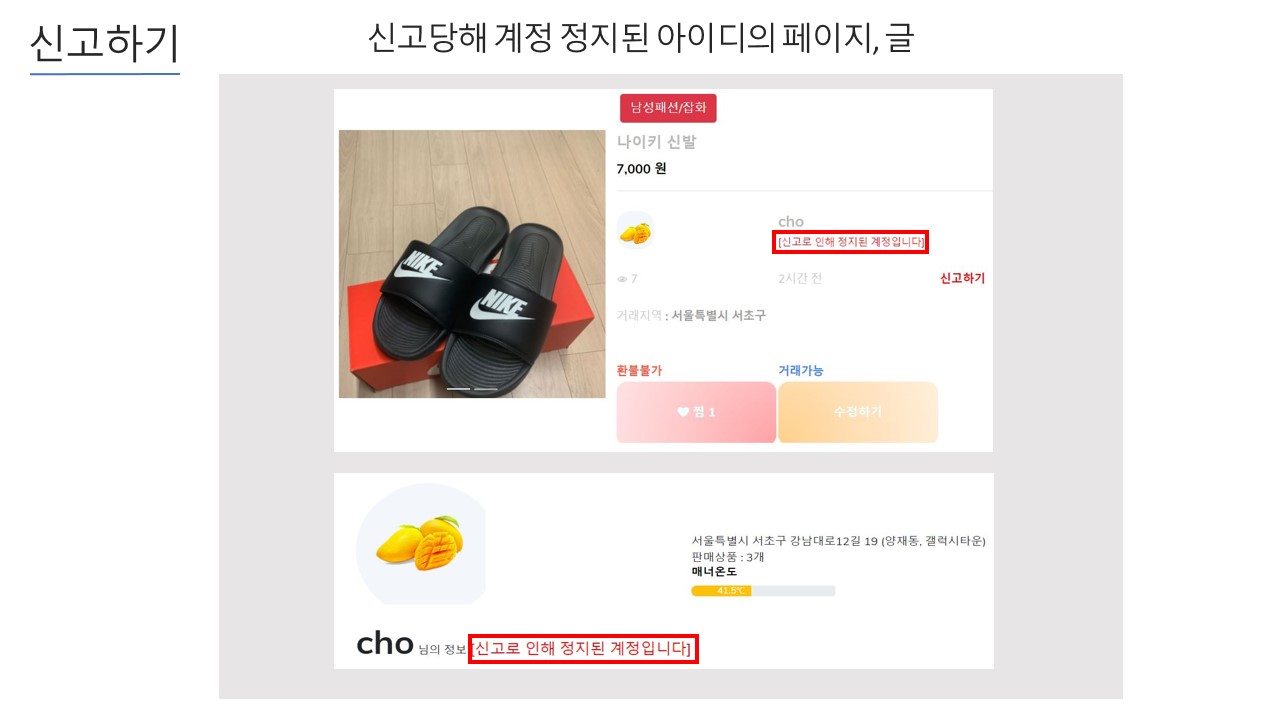 신고하기
신고당해 계정 정지된 아이디의 페이지, 글
남성패션/잡화
나이키 신발
7,000 원
cho
[신고로 인해 정지된 계정입니다]
7
2시간 전
신고하기
거래지역 : 서울특별시 서초구
환불불가
거래가능
찜 1
수정하기
NIKE
NIKE
서울특별시 서초구 강남대로12길 19 (양재동, 갤럭시타운)
판매상품 : 3개
매너온도
41.5℃
cho 님의 정보 [신고로 인해 정지된 계정입니다]